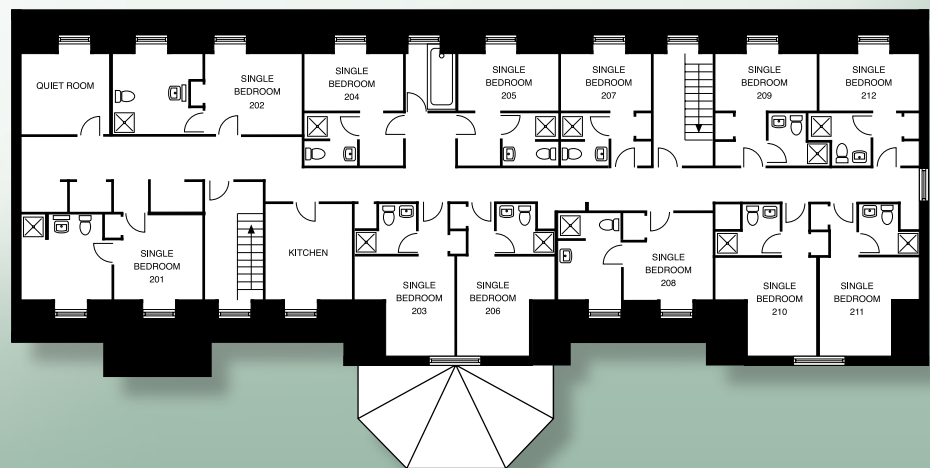 QUIET ROOM
SINGLE
BEDROOM
202
SINGLE
BEDROOM
204
SINGLE
BEDROOM
205
SINGLE
BEDROOM
207
SINGLE
BEDROOM
209
SINGLE
BEDROOM
212
SINGLE
BEDROOM
201
KITCHEN
SINGLE
BEDROOM
203
SINGLE
BEDROOM
206
SINGLE
BEDROOM
208
SINGLE
BEDROOM
210
SINGLE
BEDROOM
211